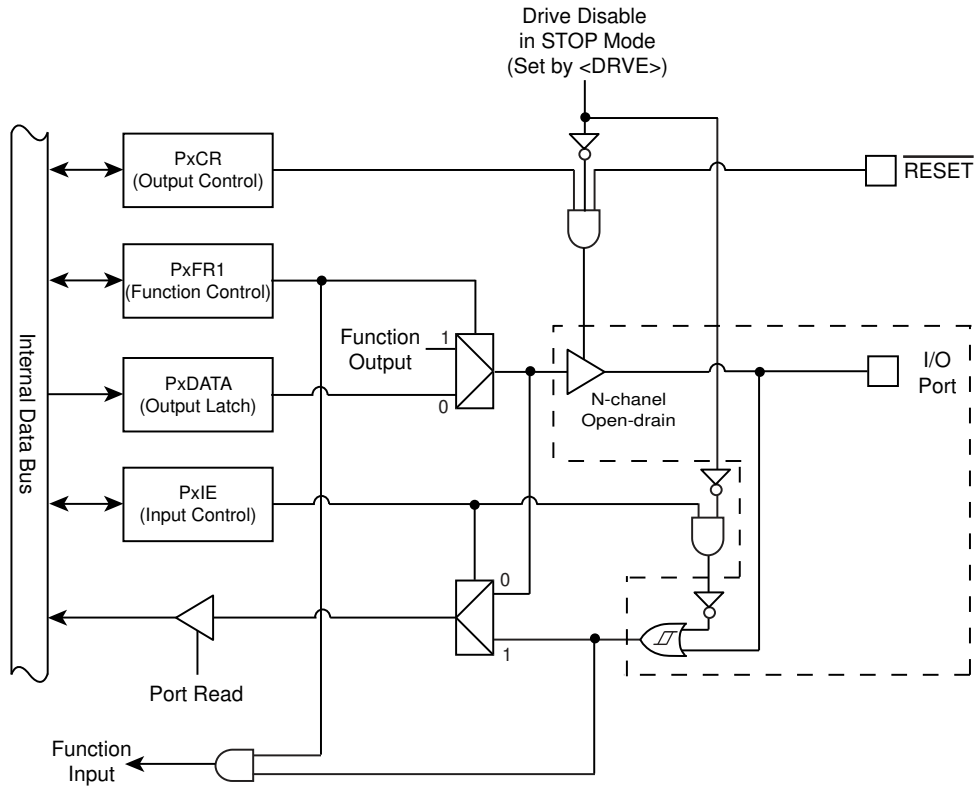 Drive Disable
in STOP Mode
(Set by <DRVE>)
PxCR
(Output Control)
RESET
PxFR1
(Function Control)
Function
Output
1
0
I/O
Port
PxDATA
(Output Latch)
N-chanel
Open-drain
Internal Data Bus
PxIE
(Input Control)
0
1
Port Read
Function
Input